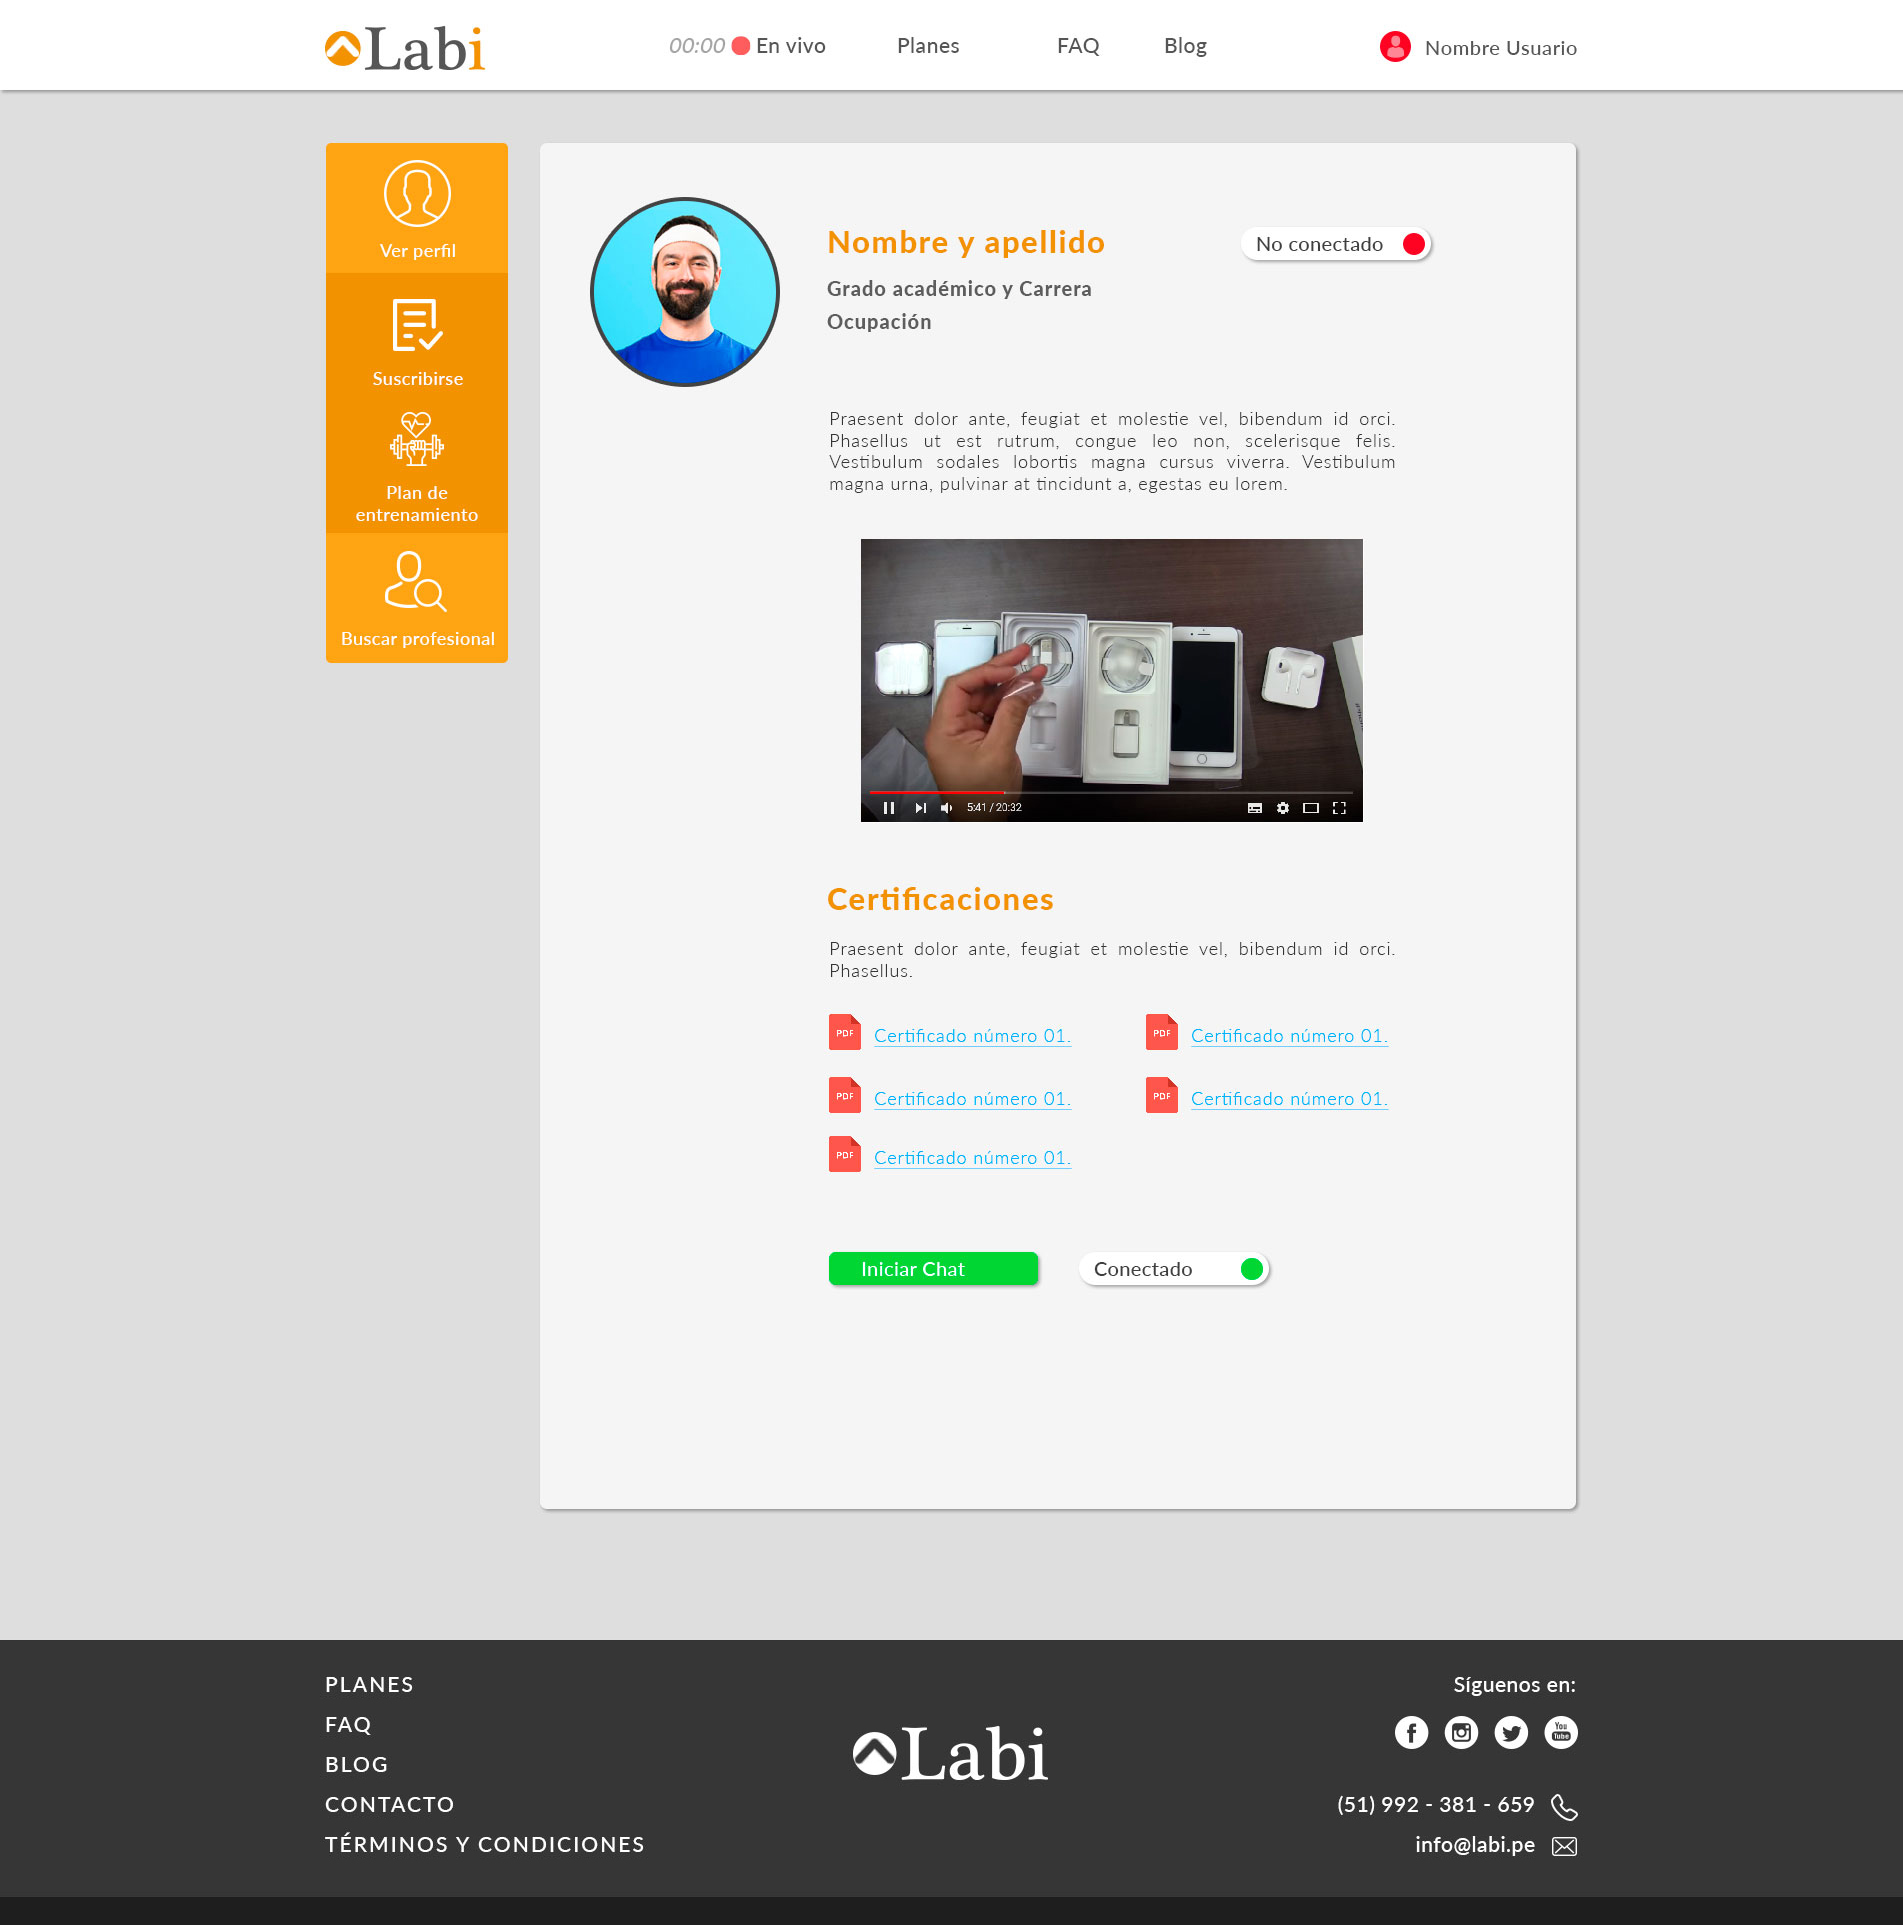 Labi
00:00 En vivo
Planes
FAQ
Blog
Nombre Usuario
Ver perfil
Suscribirse
Plan de
entrenamiento
Buscar profesional
Nombre y apellido
No conectado
Grado académico y Carrera
Ocupación
Praesent dolor ante, feugiat et molestie vel, bibendum id orci.
Phasellus ut est rutrum, congue leo non, scelerisque felis.
Vestibulum sodales lobortis magna cursus viverra. Vestibulum
magna urna, pulvinar at tincidunt a, egestas eu lorem.
5:41 / 20:32
Certificaciones
Praesent dolor ante, feugiat et molestie vel, bibendum id orci.
Phasellus.
PDF Certificado número 01.
PDF Certificado número 01.
PDF Certificado número 01.
PDF Certificado número 01.
PDF Certificado número 01.
Iniciar Chat
Conectado
PLANES
FAQ
BLOG
CONTACTO
TÉRMINOS Y CONDICIONES
Labi
Síguenos en:
You
Tube
(51) 992 - 381 - 659
info@labi.pe